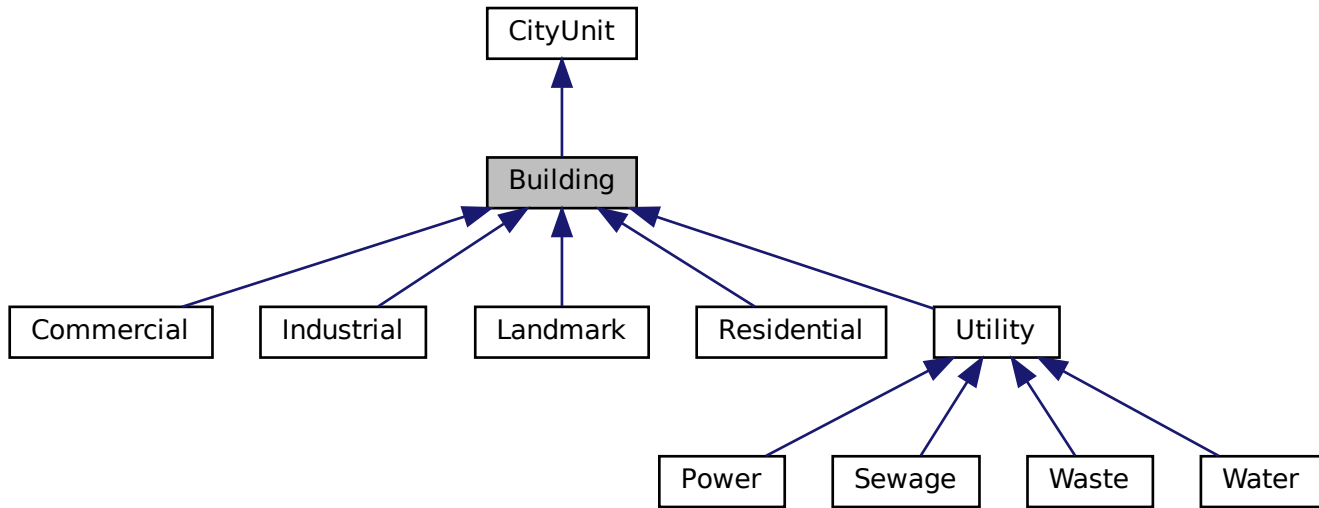 CityUnit
Building
Commercial
Industrial
Landmark
Residential
Utility
Power
Sewage
Waste
Water